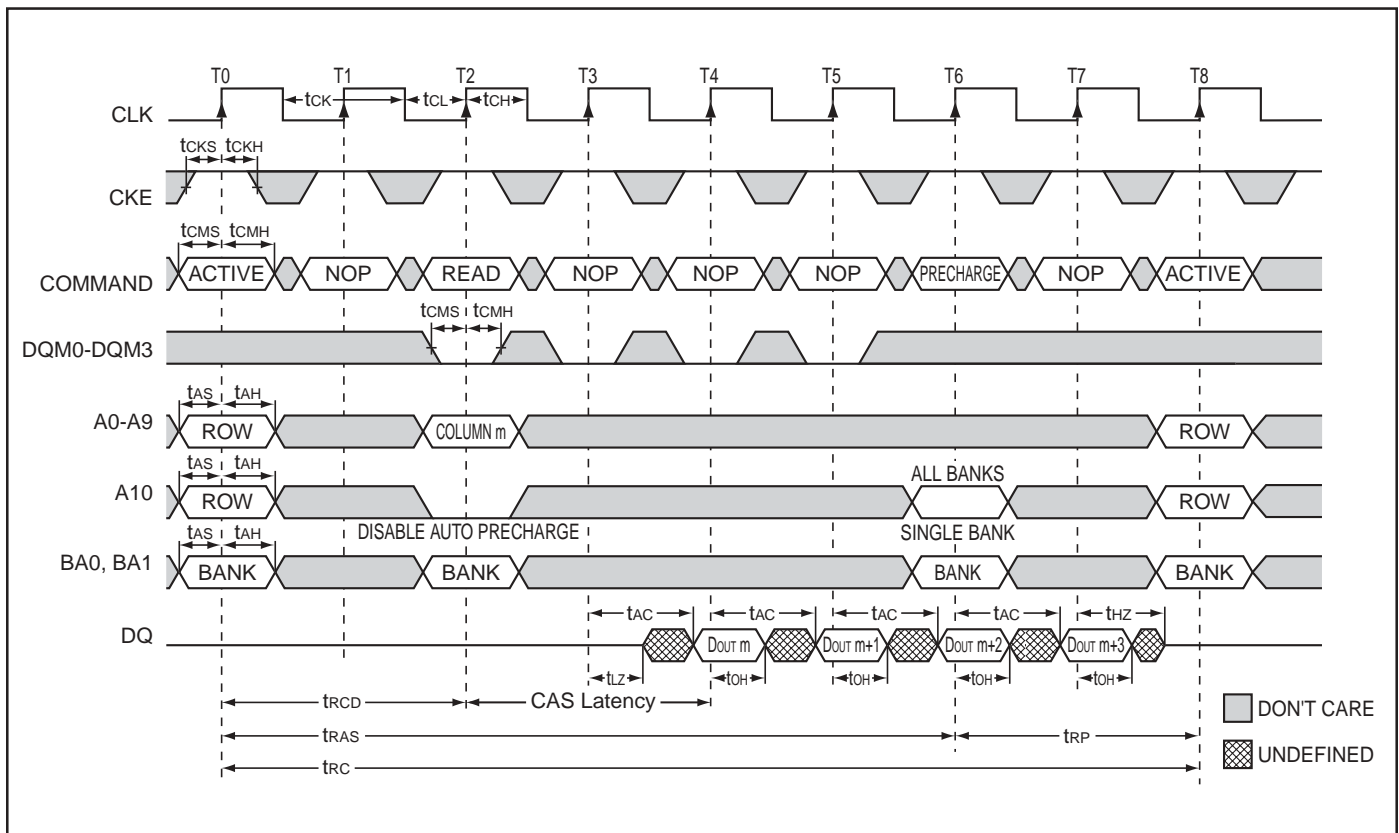 T0 T1 T2 T3 T4 T5 T6 T7 T8
CLK tCK tCL tCH
tCKS tCKH
CKE
tCMS tCMH
COMMAND ACTIVE NOP READ NOP NOP NOP PRECHARGE NOP ACTIVE
tCMS tCMH
DQM0-DQM3
tAS tAH
A0-A9 ROW COLUMN m ROW
tAS tAH ALL BANKS
A10 ROW ROW
DISABLE AUTO PRECHARGE SINGLE BANK
tAS tAH
BA0, BA1 BANK BANK BANK BANK
tAC tAC tAC tAC tHZ
DQ DOUT m DOUT m+1 DOUT m+2 DOUT m+3
tLZ tOH tOH tOH tOH
tRCD CAS Latency
DON'T CARE
tRAS tRP
UNDEFINED
tRC